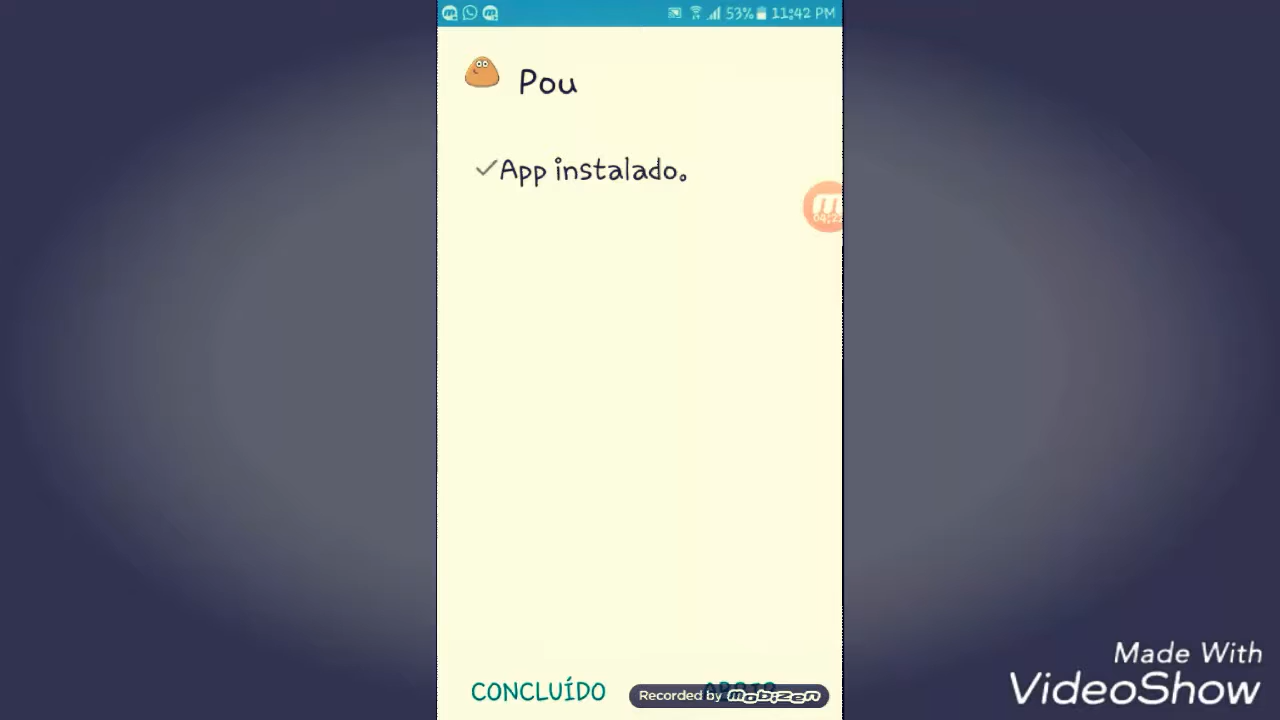 53% 11:42 PM
Pou
App instalado.
CONCLUÍDO
Recorded by mobizen
Made With
VideoShow